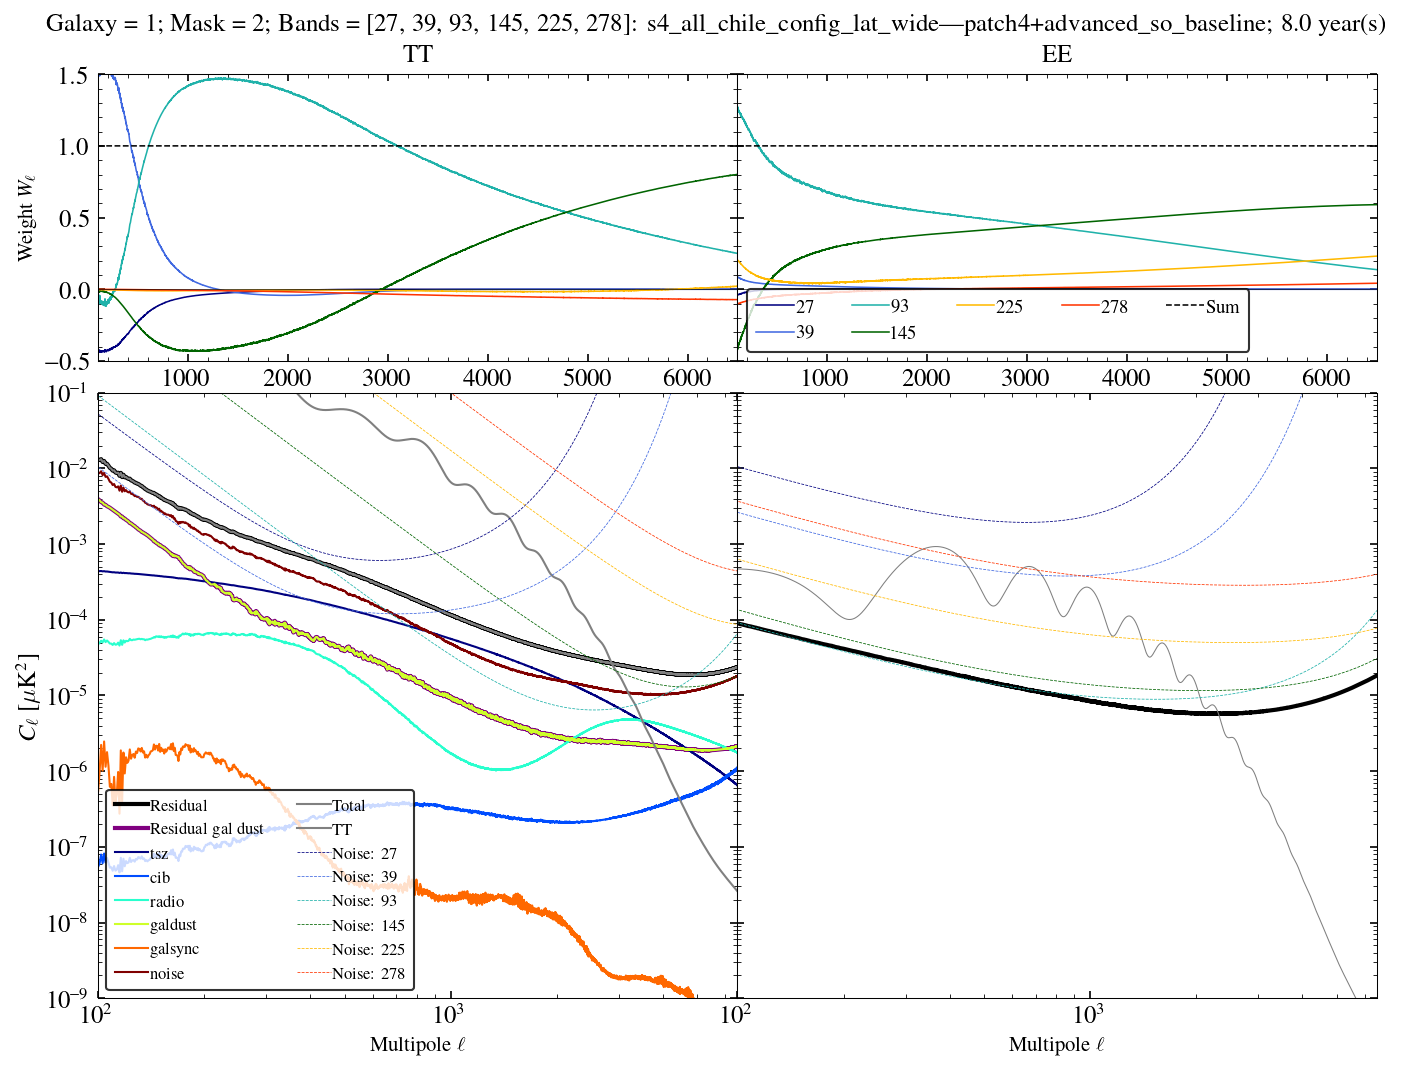 Galaxy = 1; Mask = 2; Bands = [27, 39, 93, 145, 225, 278]: s4_all_chile_config_lat_wide—patch4+advanced_so_baseline; 8.0 year(s)
TT EE
1.5
1.0
0.5
0.0
−0.5
Weight W_ℓ
27 93 225 278 Sum
39 145
1000 2000 3000 4000 5000 6000 1000 2000 3000 4000 5000 6000
10^−1
10^−2
10^−3
10^−4
10^−5
10^−6
10^−7
10^−8
10^−9
C_ℓ [μK^2]
Residual Total
Residual gal dust TT
tsz Noise: 27
cib Noise: 39
radio Noise: 93
galdust Noise: 145
galsync Noise: 225
noise Noise: 278
10^2 10^3 10^2 10^3
Multipole ℓ Multipole ℓ